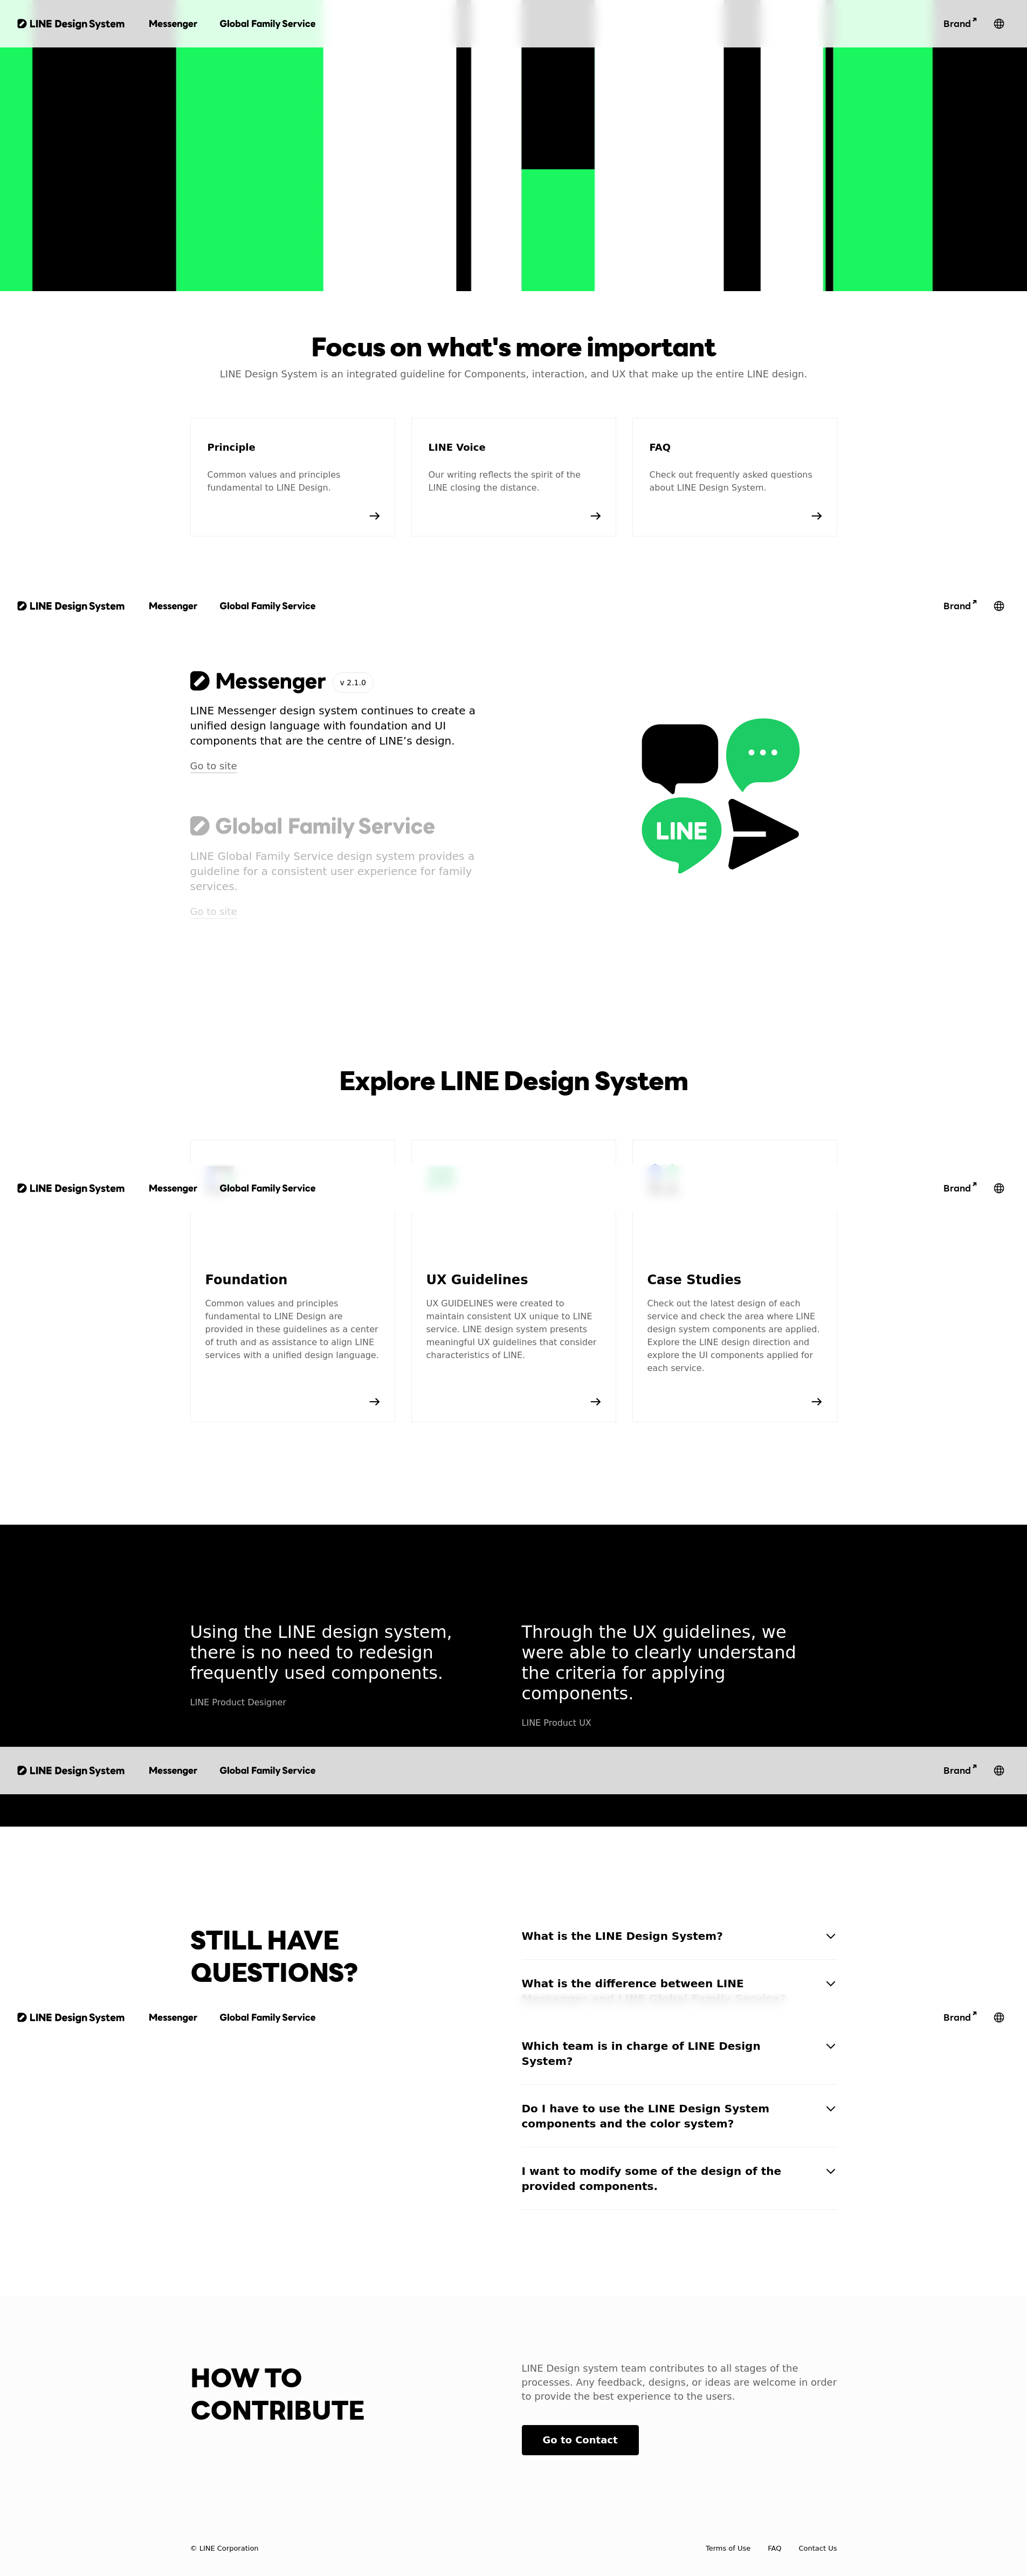 LINE Design System
Messenger
Global Family Service
Brand
Focus on what's more important
LINE Design System is an integrated guideline for Components, interaction, and UX that make up the entire LINE design.
Principle
Common values and principles
fundamental to LINE Design.
LINE Voice
Our writing reflects the spirit of the
LINE closing the distance.
FAQ
Check out frequently asked questions
about LINE Design System.
LINE Design System
Messenger
Global Family Service
Brand
Messenger
v 2.1.0
LINE Messenger design system continues to create a
unified design language with foundation and UI
components that are the centre of LINE’s design.
Go to site
LINE
Global Family Service
LINE Global Family Service design system provides a
guideline for a consistent user experience for family
services.
Go to site
Explore LINE Design System
LINE Design System
Messenger
Global Family Service
Brand
Foundation
Common values and principles
fundamental to LINE Design are
provided in these guidelines as a center
of truth and as assistance to align LINE
services with a unified design language.
UX Guidelines
UX GUIDELINES were created to
maintain consistent UX unique to LINE
service. LINE design system presents
meaningful UX guidelines that consider
characteristics of LINE.
Case Studies
Check out the latest design of each
service and check the area where LINE
design system components are applied.
Explore the LINE design direction and
explore the UI components applied for
each service.
Using the LINE design system,
there is no need to redesign
frequently used components.
LINE Product Designer
Through the UX guidelines, we
were able to clearly understand
the criteria for applying
components.
LINE Product UX
LINE Design System
Messenger
Global Family Service
Brand
STILL HAVE
QUESTIONS?
What is the LINE Design System?
What is the difference between LINE
Messenger and LINE Global Family Service?
LINE Design System
Messenger
Global Family Service
Brand
Which team is in charge of LINE Design
System?
Do I have to use the LINE Design System
components and the color system?
I want to modify some of the design of the
provided components.
HOW TO
CONTRIBUTE
LINE Design system team contributes to all stages of the
processes. Any feedback, designs, or ideas are welcome in order
to provide the best experience to the users.
Go to Contact
© LINE Corporation
Terms of Use
FAQ
Contact Us